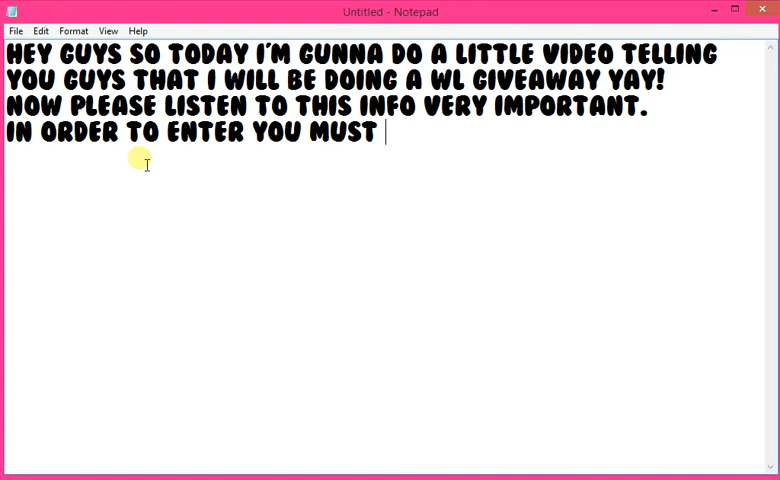 Untitled - Notepad
File Edit Format View Help
HEY GUYS SO TODAY I'M GUNNA DO A LITTLE VIDEO TELLING
YOU GUYS THAT I WILL BE DOING A WL GIVEAWAY YAY!
NOW PLEASE LISTEN TO THIS INFO VERY IMPORTANT.
IN ORDER TO ENTER YOU MUST